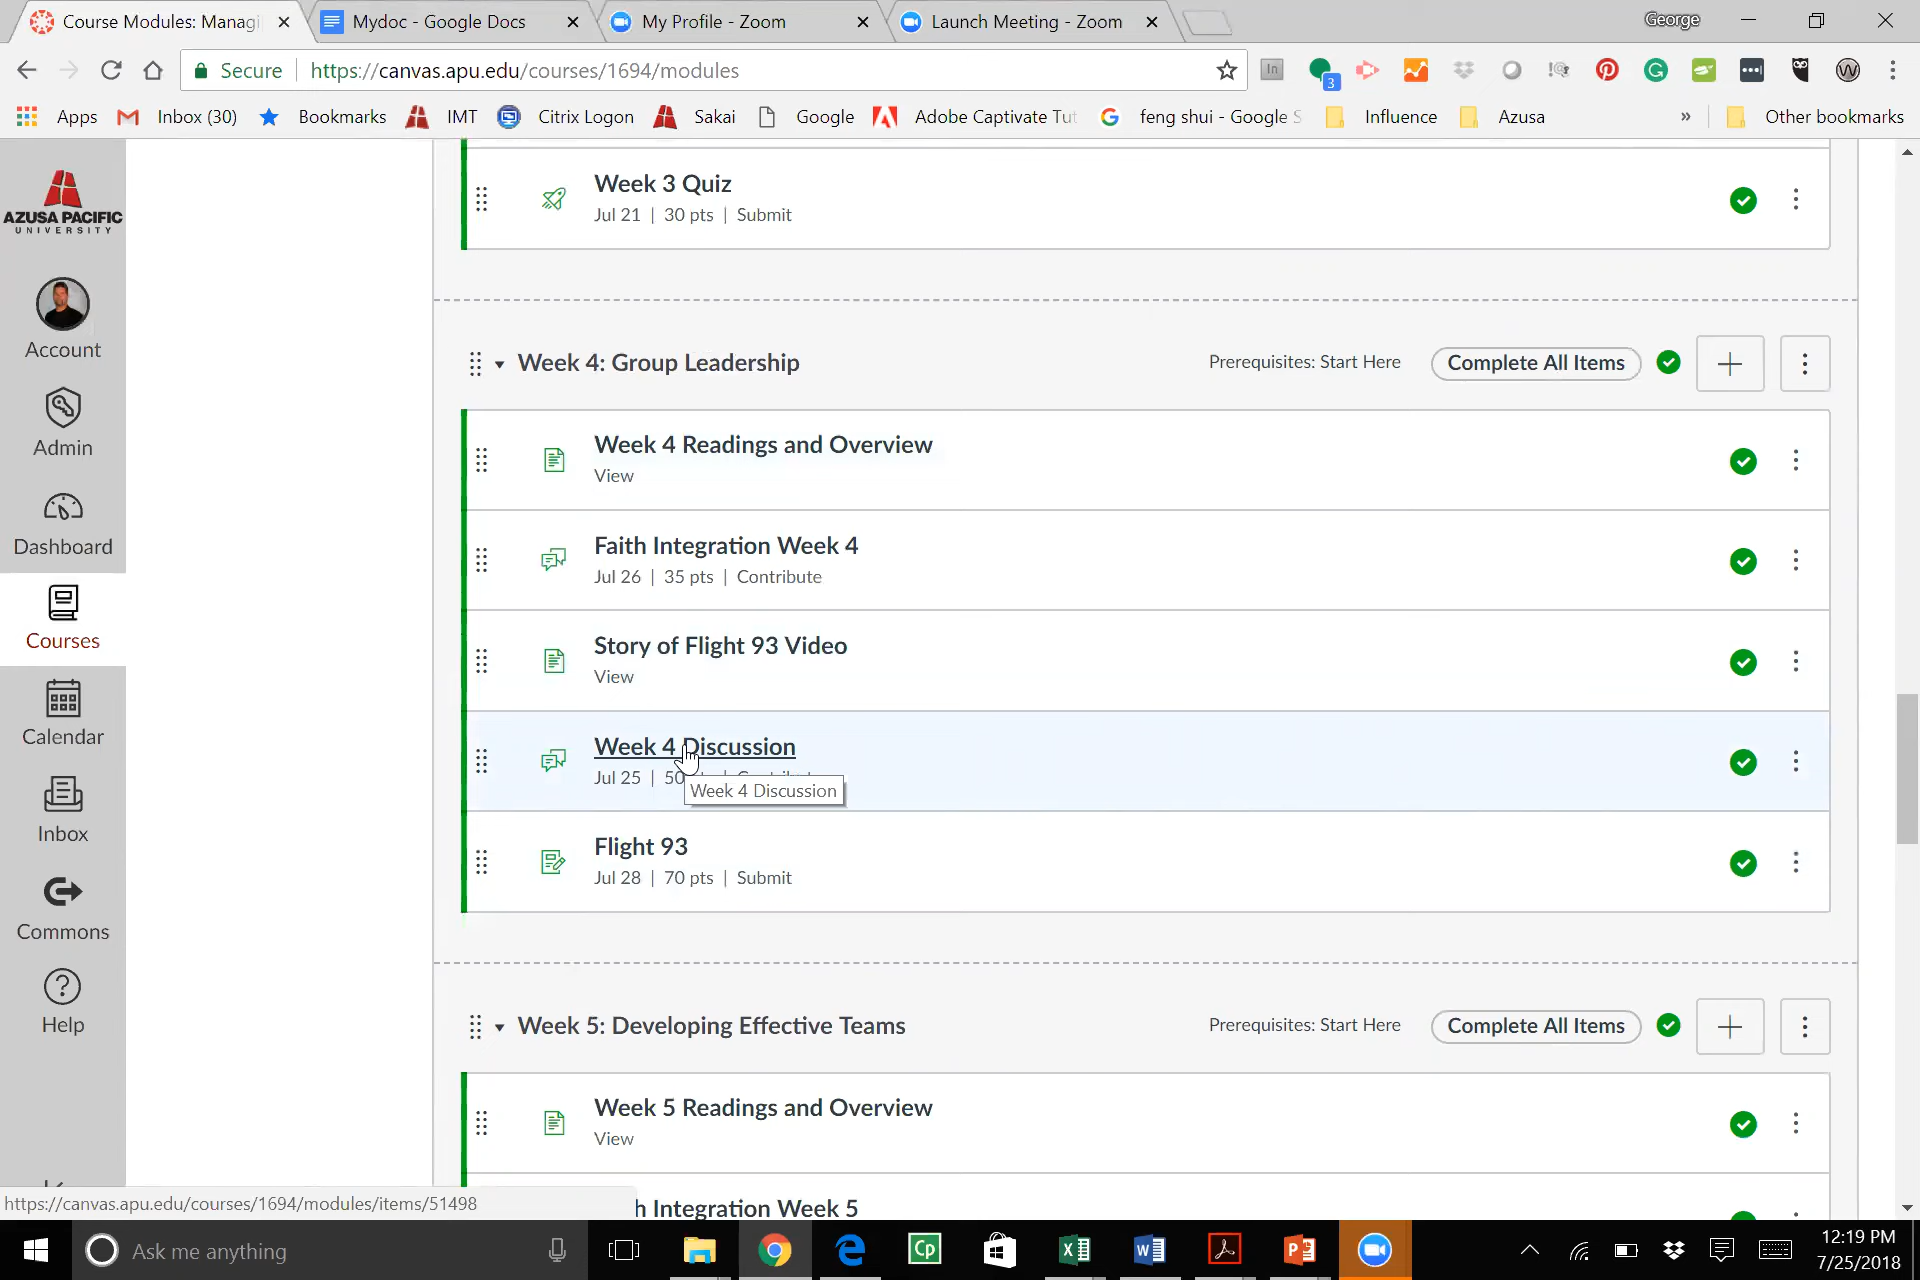 Course Modules: Managi
Mydoc - Google Docs
My Profile - Zoom
Launch Meeting - Zoom
George
Secure
https://canvas.apu.edu/courses/1694/modules
3
Apps
Inbox (30)
Bookmarks
IMT
Citrix Logon
Sakai
Google
Adobe Captivate Tut
feng shui - Google S
Influence
Azusa
»
Other bookmarks
AZUSA PACIFIC
UNIVERSITY
Account
Admin
Dashboard
Courses
Calendar
Inbox
Commons
Help
Week 3 Quiz
Jul 21 | 30 pts | Submit
Week 4: Group Leadership
Prerequisites: Start Here
Complete All Items
Week 4 Readings and Overview
View
Faith Integration Week 4
Jul 26 | 35 pts | Contribute
Story of Flight 93 Video
View
Week 4 Discussion
Jul 25 | 50
Week 4 Discussion
Flight 93
Jul 28 | 70 pts | Submit
Week 5: Developing Effective Teams
Prerequisites: Start Here
Complete All Items
Week 5 Readings and Overview
View
h Integration Week 5
https://canvas.apu.edu/courses/1694/modules/items/51498
Ask me anything
12:19 PM
7/25/2018